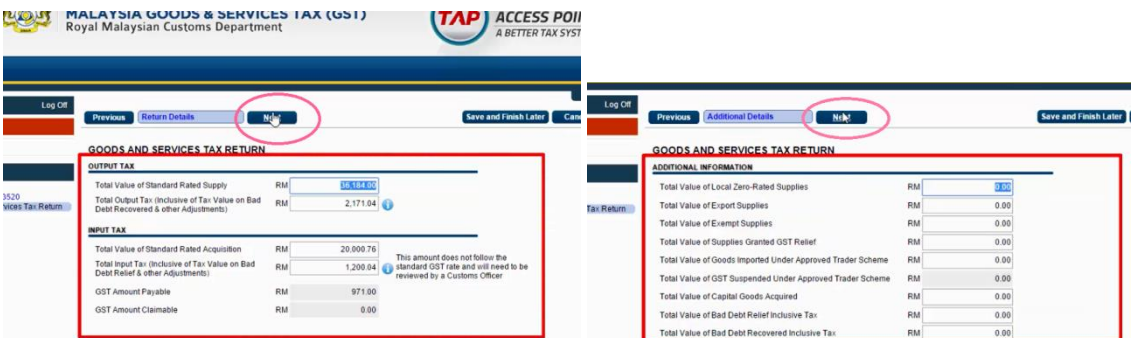 MALAYSIA GOODS & SERVICES TAX (GST)
Royal Malaysian Customs Department
TAP
ACCESS POI
A BETTER TAX SYST
Log Off
Previous
Return Details
Next
Save and Finish Later
Canc
GOODS AND SERVICES TAX RETURN
OUTPUT TAX
Total Value of Standard Rated Supply RM 36,184.00
Total Output Tax (Inclusive of Tax Value on Bad
Debt Recovered & other Adjustments) RM 2,171.04
INPUT TAX
Total Value of Standard Rated Acquisition RM 20,000.76
Total Input Tax (Inclusive of Tax Value on Bad
Debt Relief & other Adjustments) RM 1,200.04
This amount does not follow the
standard GST rate and will need to be
reviewed by a Customs Officer
GST Amount Payable RM 971.00
GST Amount Claimable RM 0.00
3520
vices Tax Return
Log Off
Previous
Additional Details
Next
Save and Finish Later
GOODS AND SERVICES TAX RETURN
ADDITIONAL INFORMATION
Total Value of Local Zero-Rated Supplies RM 0.00
Total Value of Export Supplies RM 0.00
Total Value of Exempt Supplies RM 0.00
Total Value of Supplies Granted GST Relief RM 0.00
Total Value of Goods Imported Under Approved Trader Scheme RM 0.00
Total Value of GST Suspended Under Approved Trader Scheme RM 0.00
Total Value of Capital Goods Acquired RM 0.00
Total Value of Bad Debt Relief Inclusive Tax RM 0.00
Total Value of Bad Debt Recovered Inclusive Tax RM 0.00
Tax Return